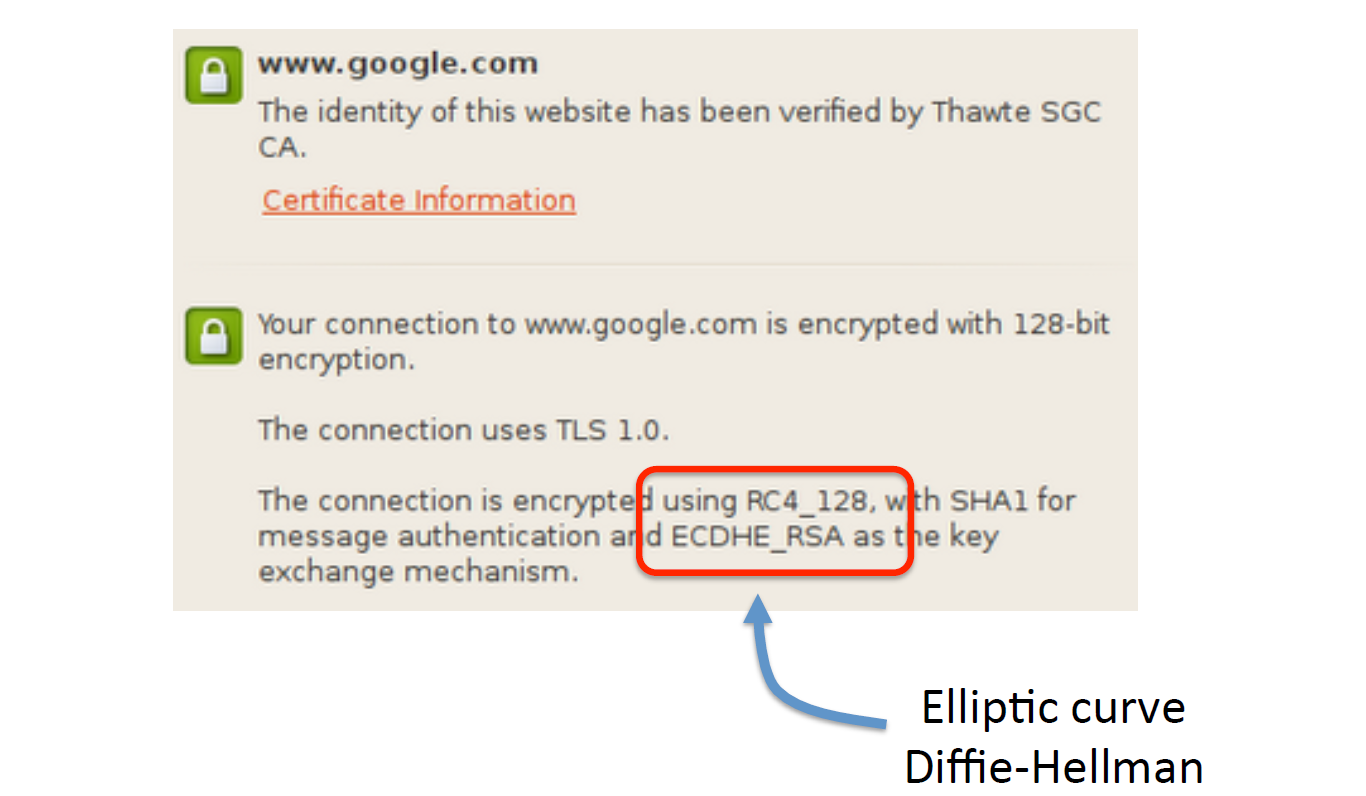 www.google.com
The identity of this website has been verified by Thawte SGC
CA.
Certificate Information
Your connection to www.google.com is encrypted with 128-bit
encryption.
The connection uses TLS 1.0.
The connection is encrypted using RC4_128, with SHA1 for
message authentication and ECDHE_RSA as the key
exchange mechanism.
Elliptic curve
Diffie-Hellman